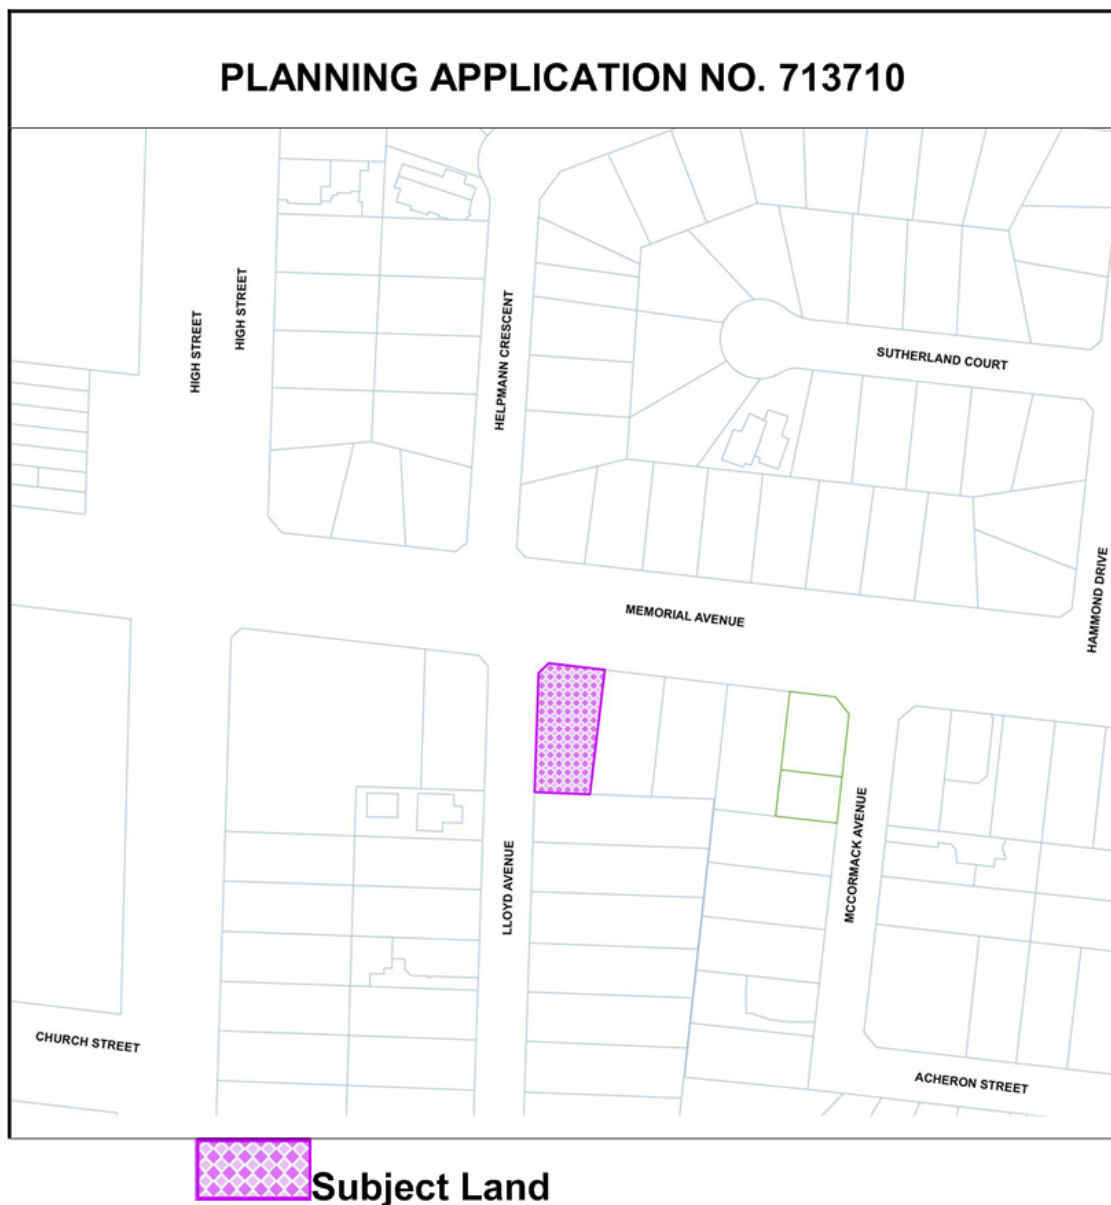 PLANNING APPLICATION NO. 713710
HIGH STREET
HIGH STREET
HELPMANN CRESCENT
SUTHERLAND COURT
HAMMOND DRIVE
MEMORIAL AVENUE
LLOYD AVENUE
MCCORMACK AVENUE
CHURCH STREET
ACHERON STREET
Subject Land